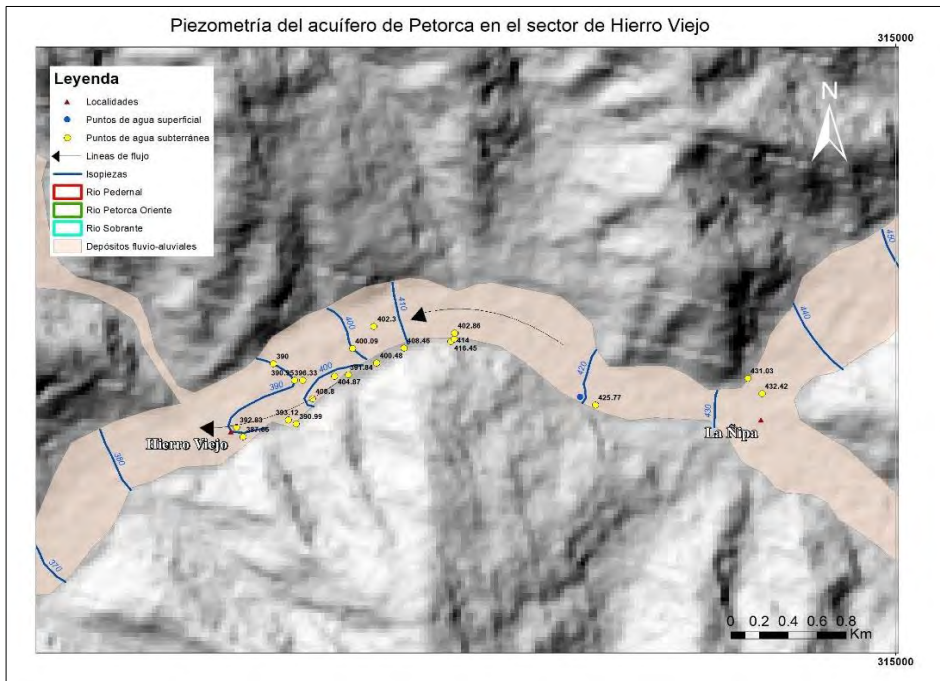 Piezometría del acuífero de Petorca en el sector de Hierro Viejo
315000
Leyenda
Localidades
Puntos de agua superficial
Puntos de agua subterránea
Lineas de flujo
Isopiezas
Rio Pedernal
Rio Petorca Oriente
Rio Sobrante
Depósitos fluvio-aluviales
N
450
440
410
402.3
400
402.86
400.09
408.46
414
416.45
390
400.48
400
391.84
420
390.95
398.33
404.87
431.03
390
432.42
408.8
425.77
430
393.12
390.99
392.83
La Ñipa
Hierro Viejo
380
370
0 0.2 0.4 0.6 0.8
Km
315000